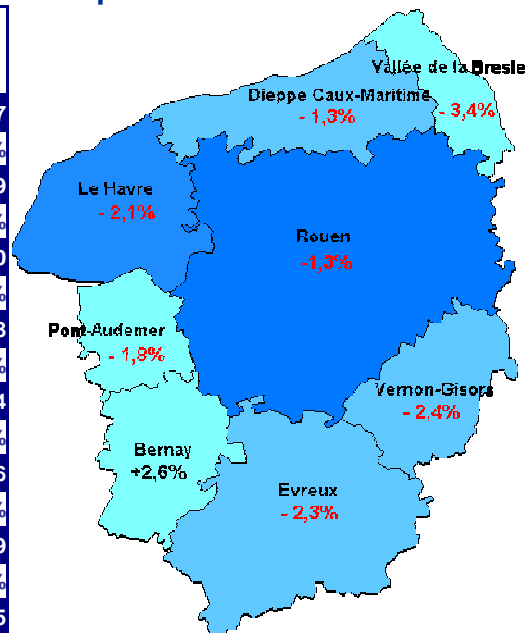 Vallée de la Bresle
- 3,4%
Dieppe Caux-Maritime
- 1,3%
Le Havre
- 2,1%
Rouen
-1,3%
Pont-Audemer
- 1,8%
Vernon-Gisors
- 2,4%
Bernay
+2,6%
Evreux
- 2,3%